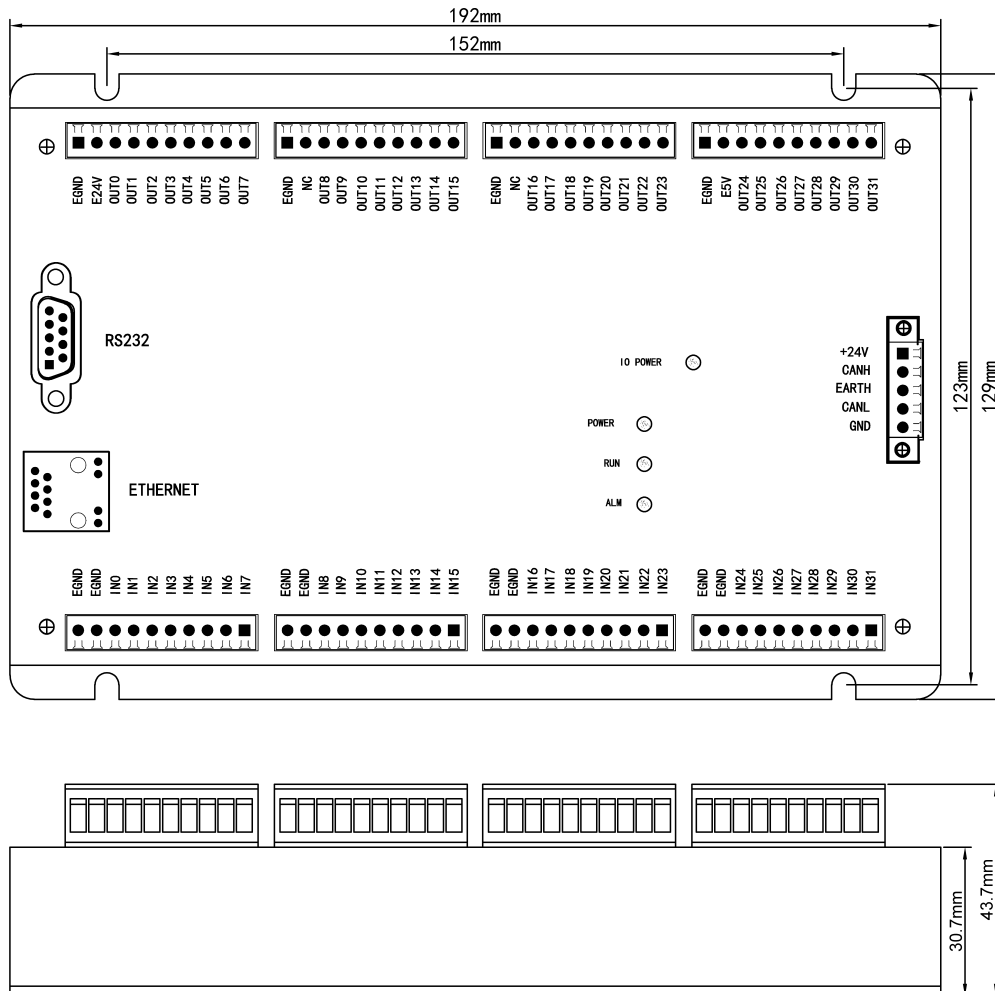 192mm
152mm
EGND E24V OUT0 OUT1 OUT2 OUT3 OUT4 OUT5 OUT6 OUT7
EGND NC OUT8 OUT9 OUT10 OUT11 OUT12 OUT13 OUT14 OUT15
EGND NC OUT16 OUT17 OUT18 OUT19 OUT20 OUT21 OUT22 OUT23
EGND E5V OUT24 OUT25 OUT26 OUT27 OUT28 OUT29 OUT30 OUT31
RS232
IO POWER
POWER
RUN
ALM
+24V
CANH
EARTH
CANL
GND
123mm
129mm
ETHERNET
EGND EGND IN0 IN1 IN2 IN3 IN4 IN5 IN6 IN7
EGND EGND IN8 IN9 IN10 IN11 IN12 IN13 IN14 IN15
EGND EGND IN16 IN17 IN18 IN19 IN20 IN21 IN22 IN23
EGND EGND IN24 IN25 IN26 IN27 IN28 IN29 IN30 IN31
30.7mm
43.7mm